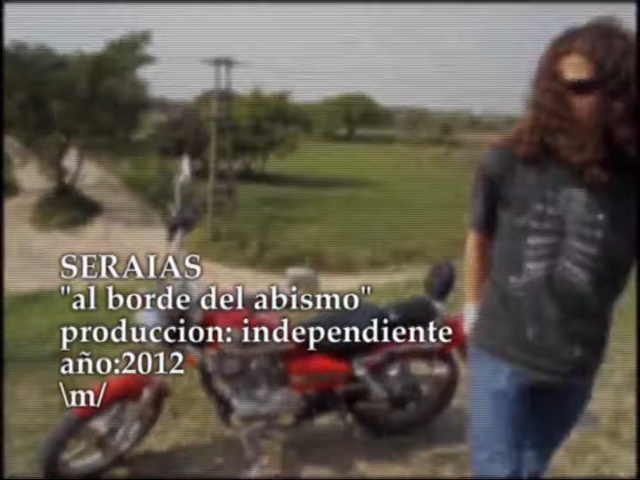 SERAIAS
"al borde del abismo"
produccion: independiente
año:2012
\m/